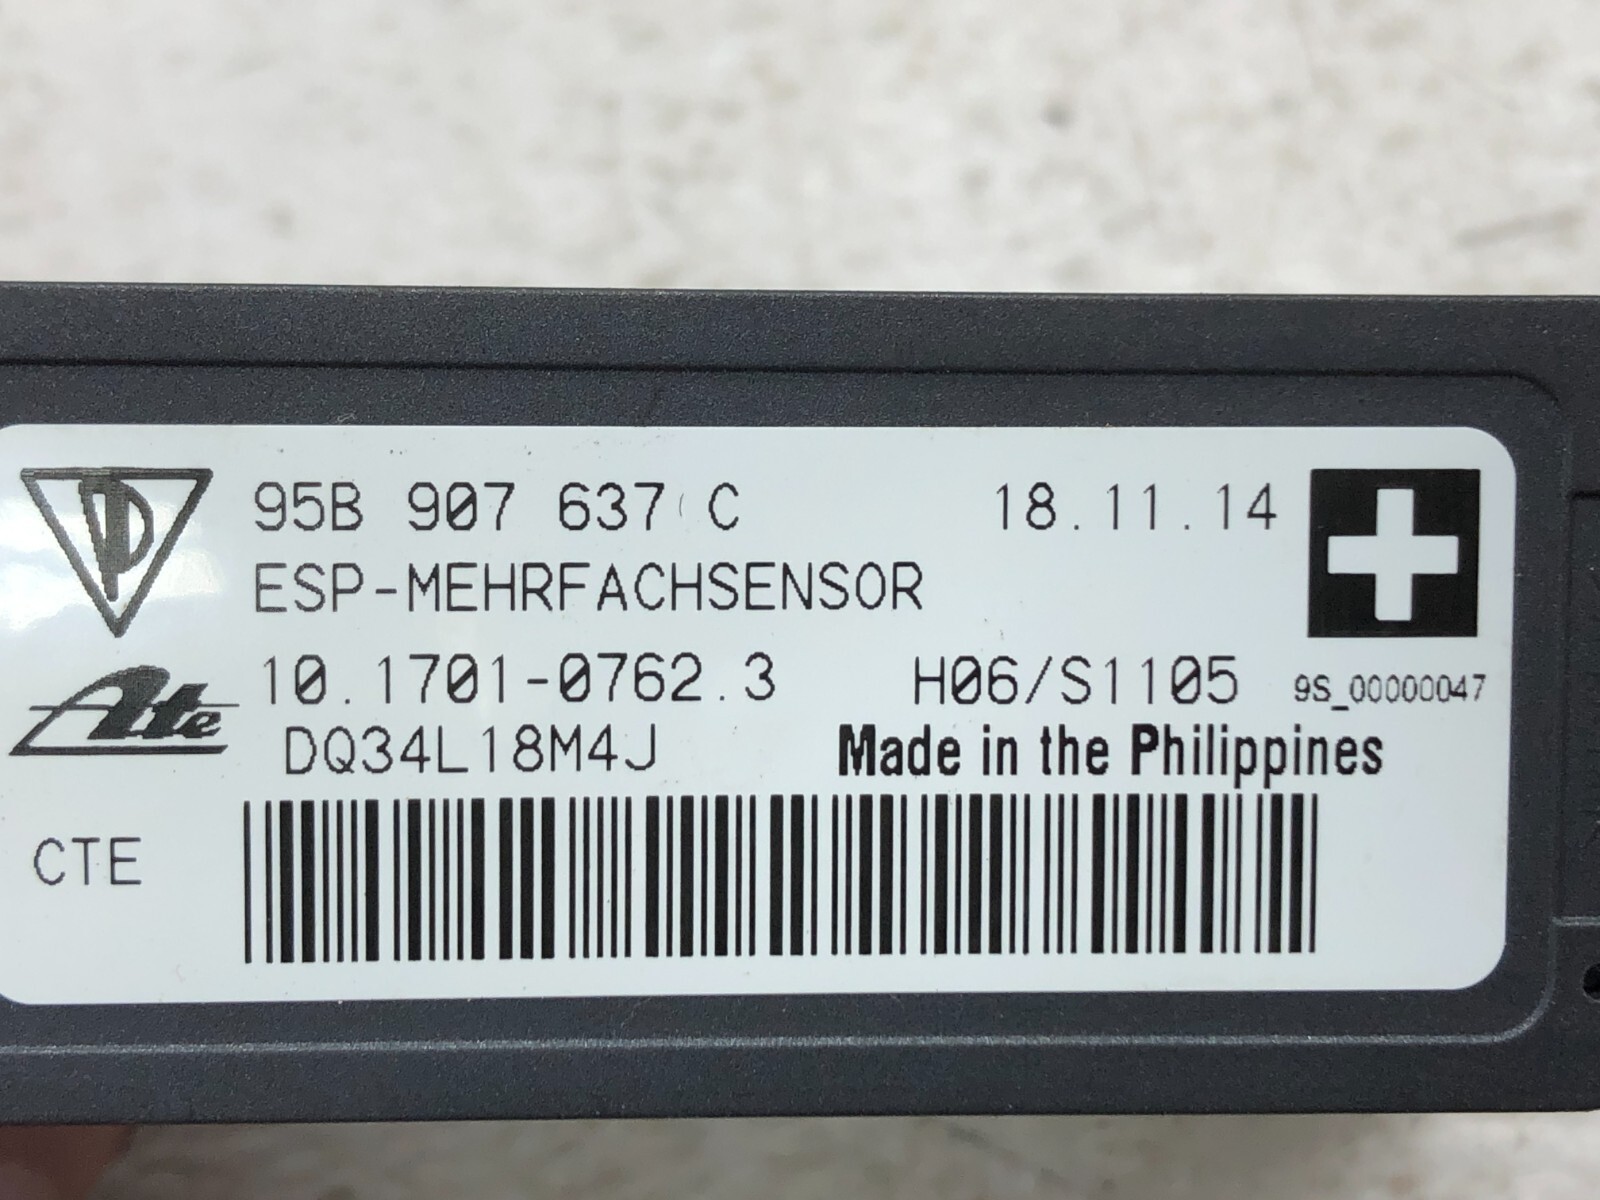 95B 907 637 C 18.11.14
ESP-MEHRFACHSENSOR
Ate 10.1701-0762.3 H06/S1105 9S_00000047
DQ34L18M4J Made in the Philippines
CTE